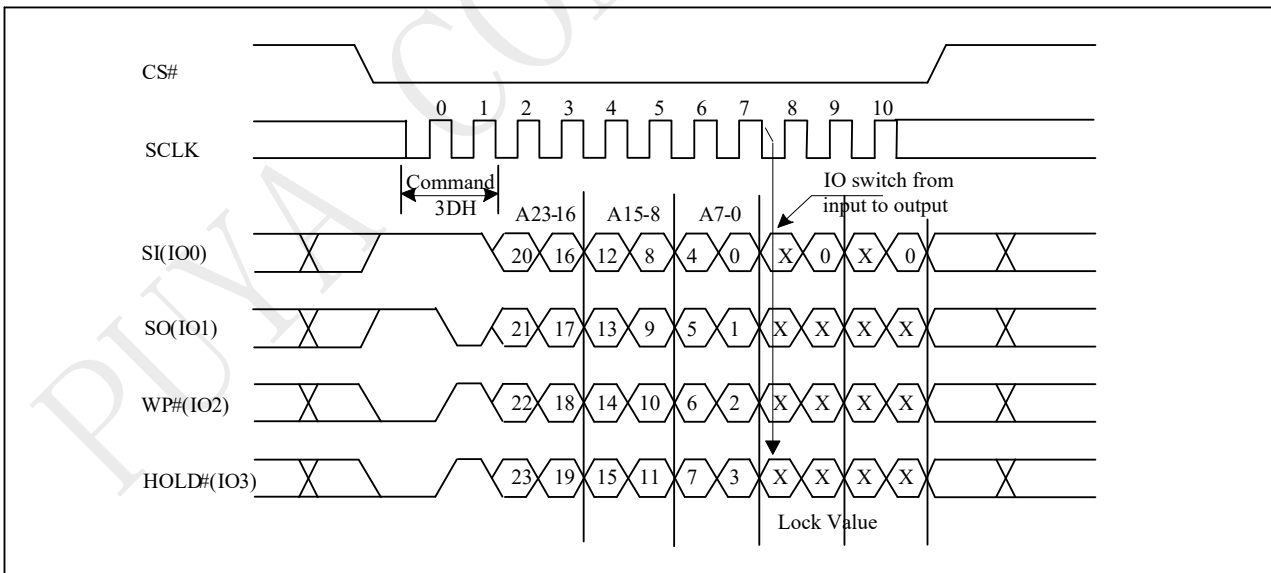 PUYA CO
CS#
0 1 2 3 4 5 6 7 8 9 10
SCLK
Command
3DH
IO switch from
input to output
A23-16 A15-8 A7-0
SI(IO0) 20 16 12 8 4 0 X 0 X 0
SO(IO1) 21 17 13 9 5 1 X X X X
WP#(IO2) 22 18 14 10 6 2 X X X X
HOLD#(IO3) 23 19 15 11 7 3 X X X X
Lock Value